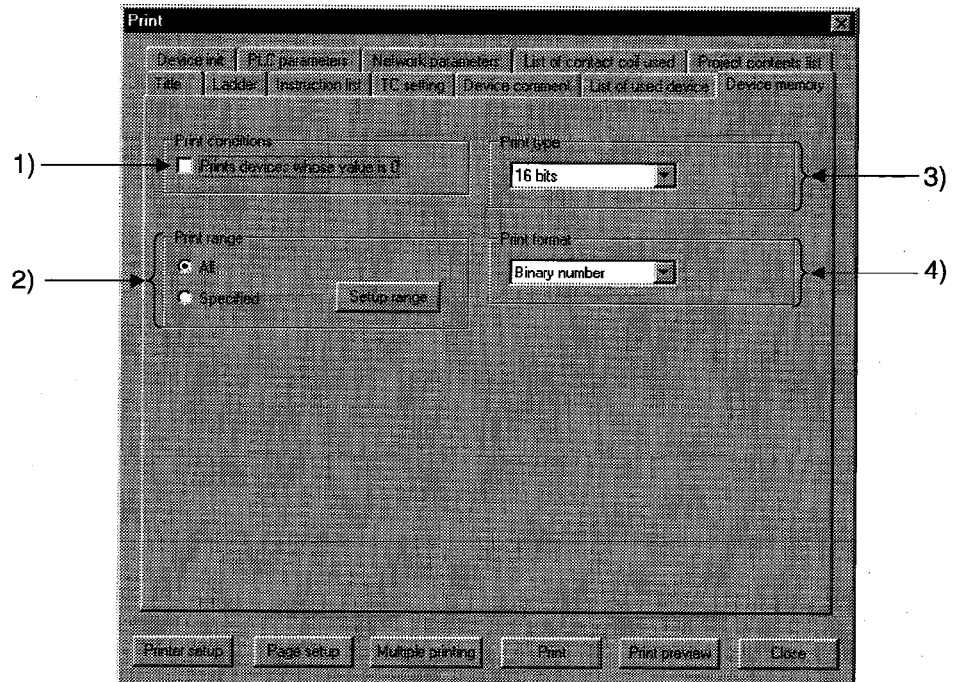 Print
Device init PLC parameters Network parameters List of contact coil used Project contents list
Title Ladder Instruction list TC setting Device comment List of used device Device memory
Print conditions
1) Prints devices whose value is 0
Print type
16 bits
3)
Print range
2) All
Specified Setup range
Print format
Binary number
4)
Printer setup Page setup Multiple printing Print Print preview Close